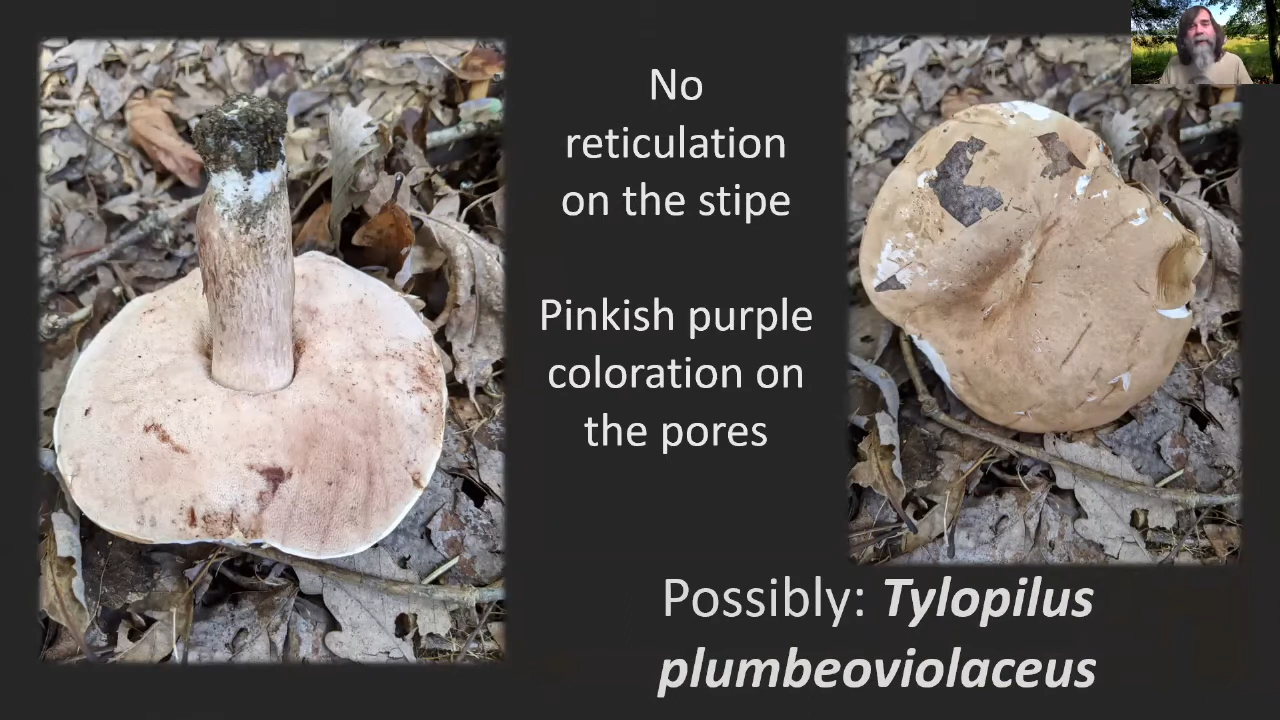 No
reticulation
on the stipe
Pinkish purple
coloration on
the pores
Possibly: Tylopilus
plumbeoviolaceus